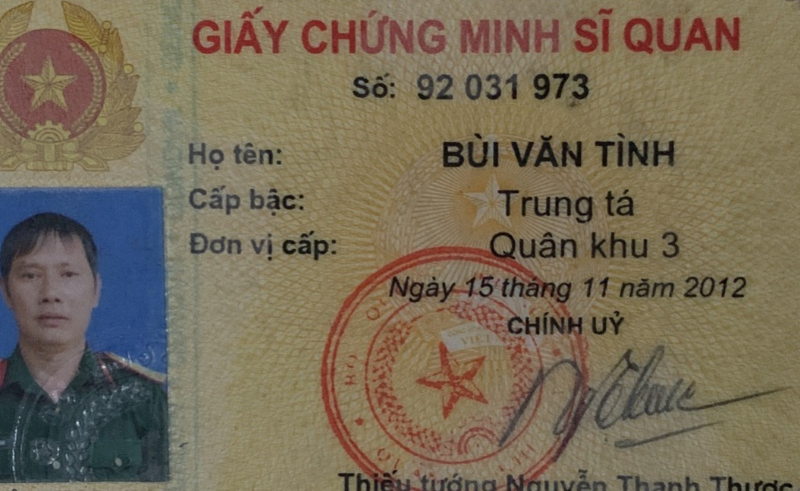 GIẤY CHỨNG MINH SĨ QUAN
Số: 92 031 973
Họ tên: BÙI VĂN TÌNH
Cấp bậc: Trung tá
Đơn vị cấp: Quân khu 3
Ngày 15 tháng 11 năm 2012
CHÍNH UỶ
Thiếu tướng Nguyễn Thanh Thược